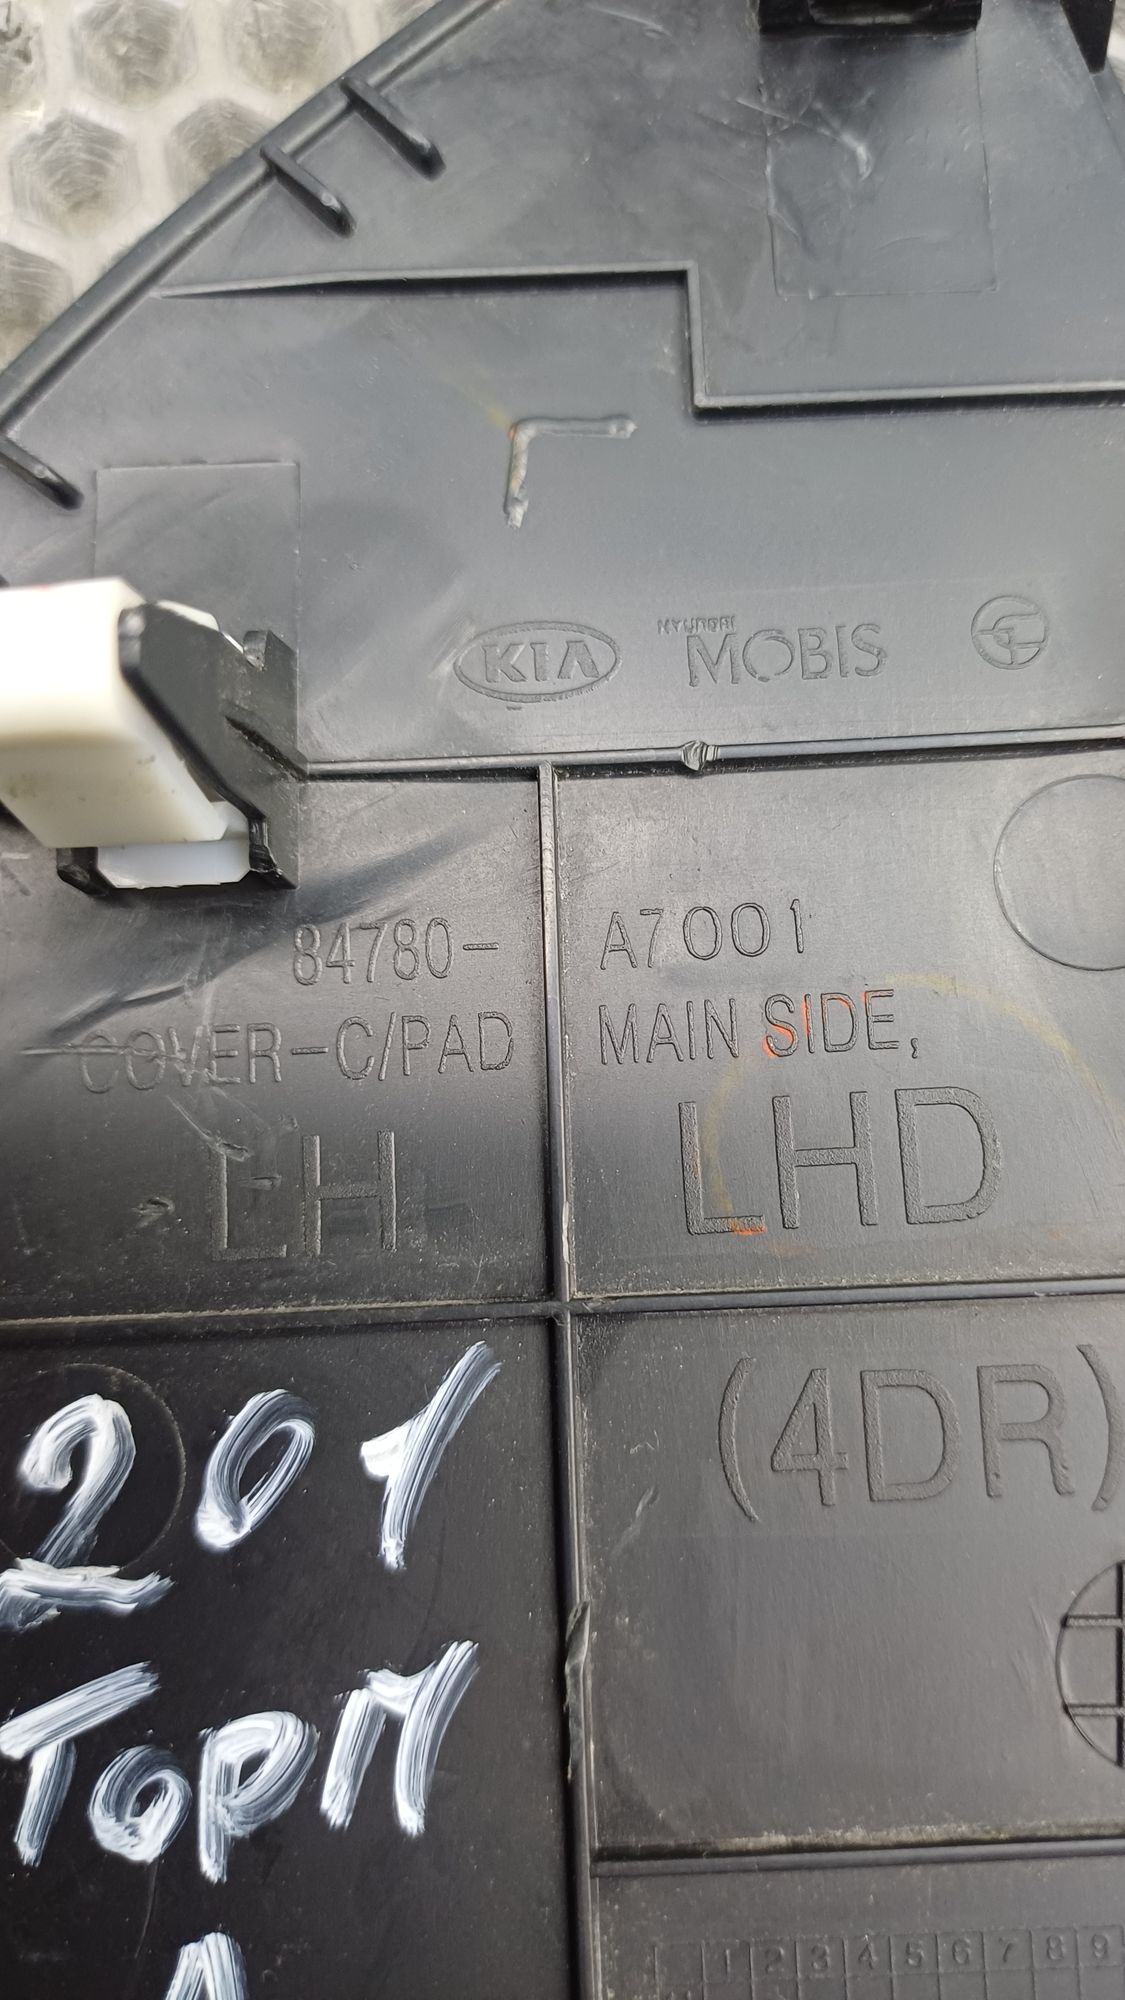 KIA HYUNDAI MOBIS
84780- A7001
COVER-C/PAD MAIN SIDE,
LH LHD
(4DR)
201
Торм
Л
1 2 3 4 5 6 7 8 9